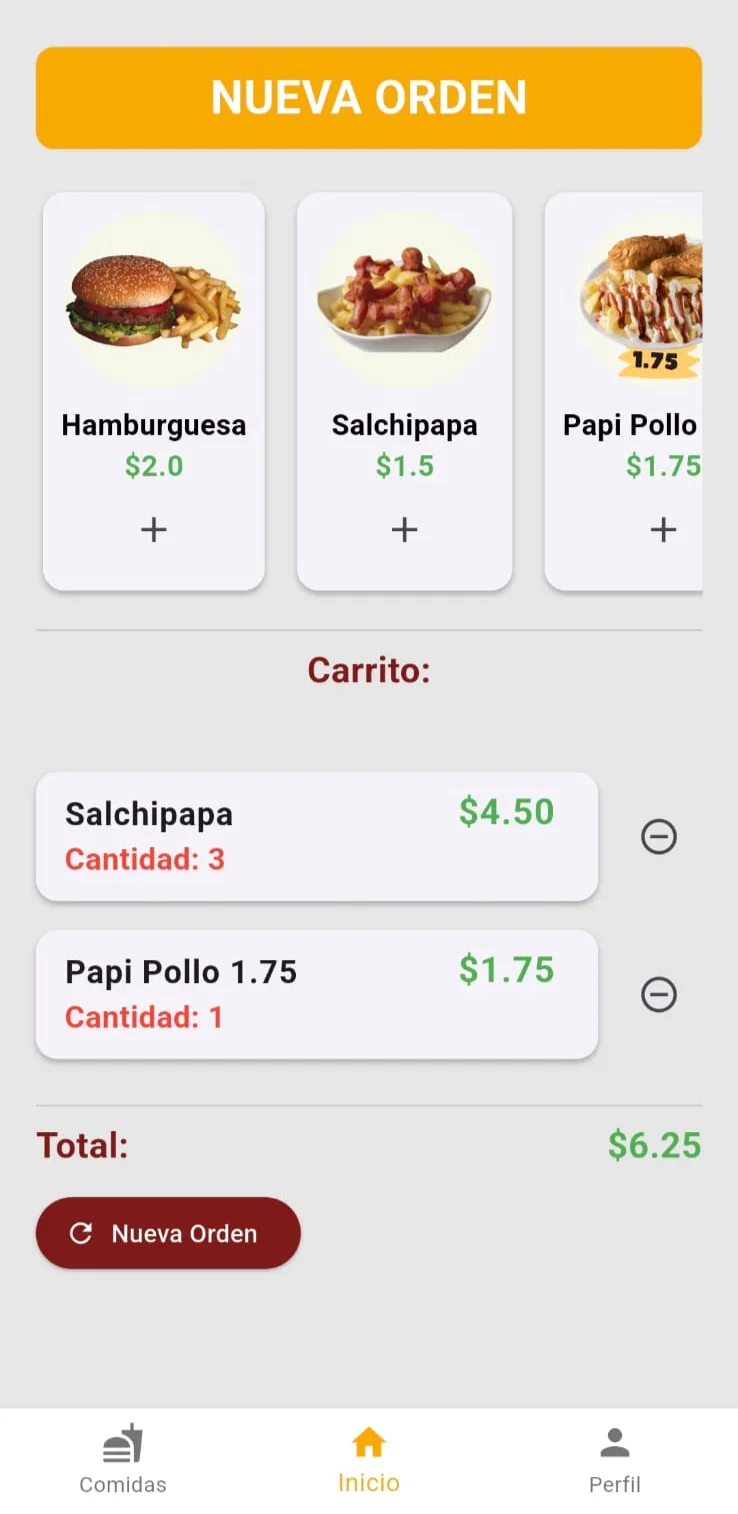 NUEVA ORDEN
1.75
Hamburguesa
$2.0
+
Salchipapa
$1.5
+
Papi Pollo
$1.75
+
Carrito:
Salchipapa
$4.50
Cantidad: 3
Papi Pollo 1.75
$1.75
Cantidad: 1
Total:
$6.25
Nueva Orden
Comidas
Inicio
Perfil